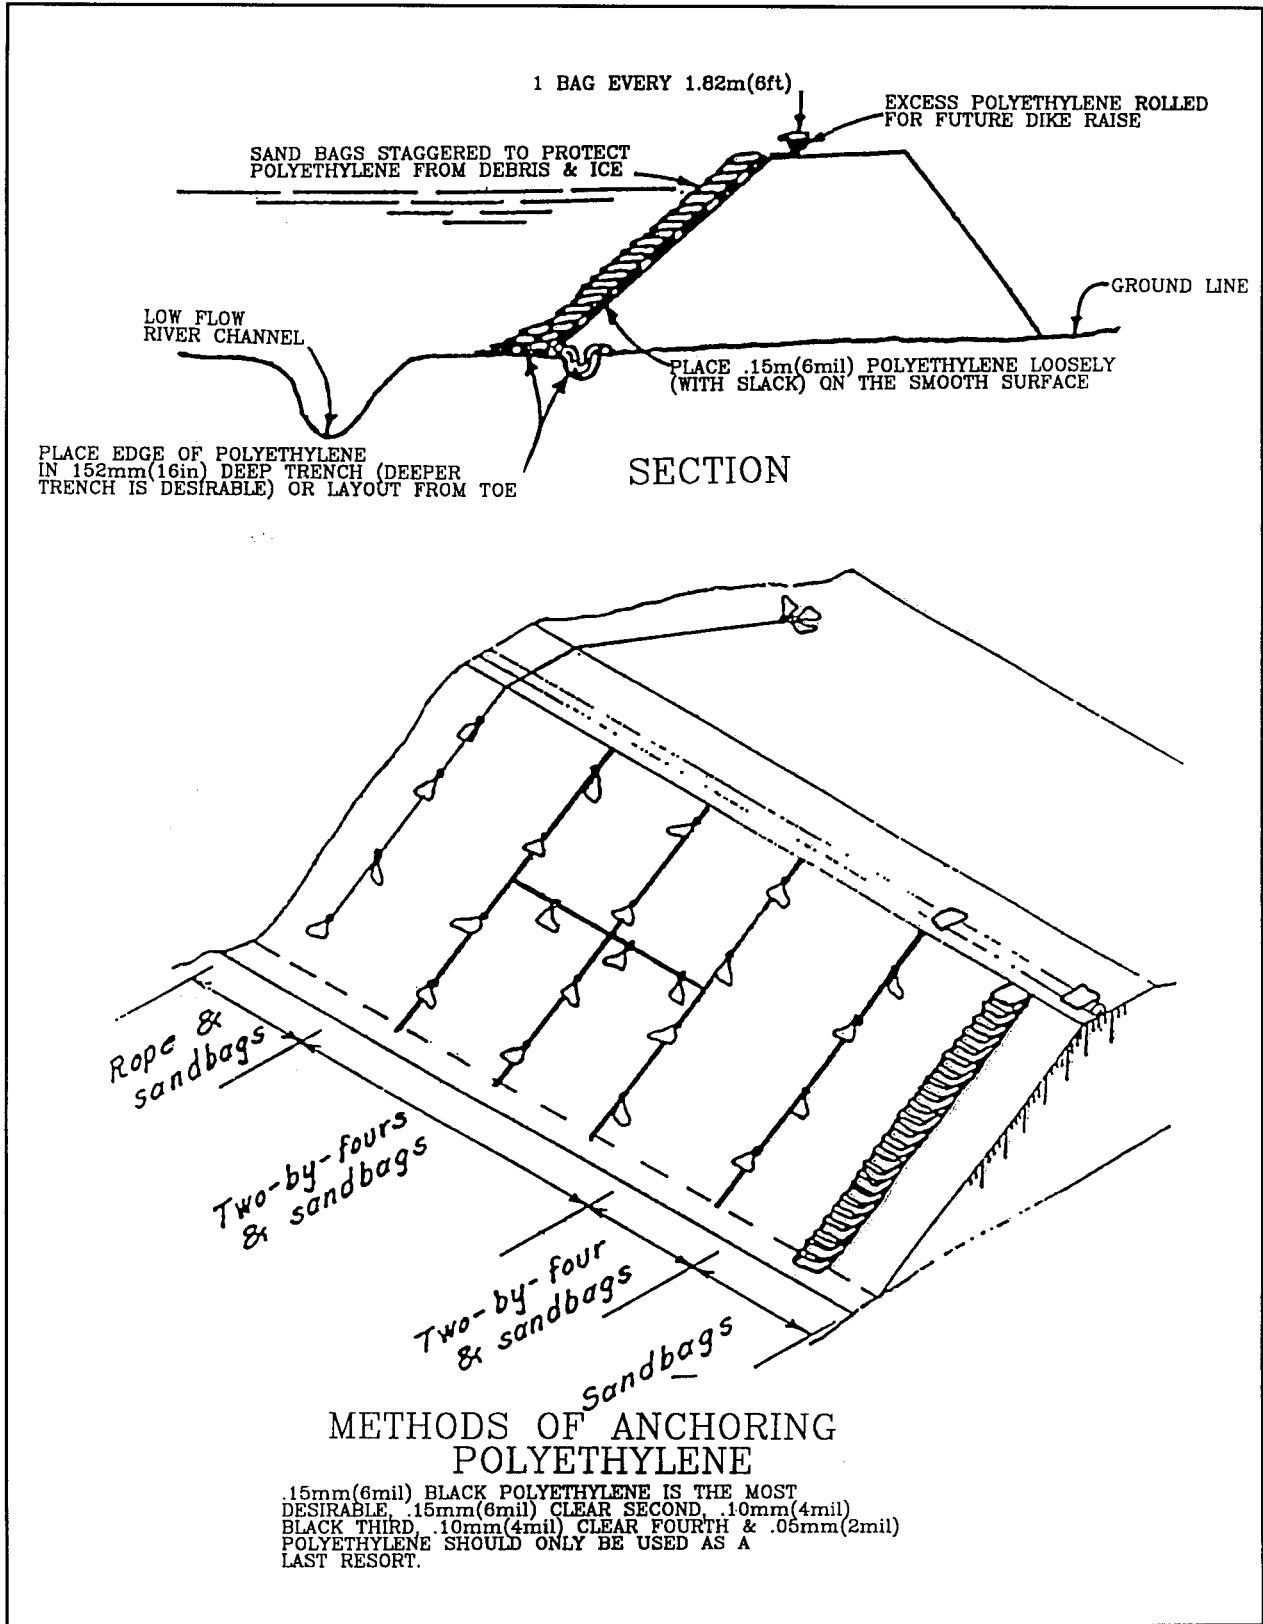 1 BAG EVERY 1.82m(6ft)
EXCESS POLYETHYLENE ROLLED
FOR FUTURE DIKE RAISE
SAND BAGS STAGGERED TO PROTECT
POLYETHYLENE FROM DEBRIS & ICE
GROUND LINE
LOW FLOW
RIVER CHANNEL
PLACE .15m(6mil) POLYETHYLENE LOOSELY
(WITH SLACK) ON THE SMOOTH SURFACE
PLACE EDGE OF POLYETHYLENE
IN 152mm(16in) DEEP TRENCH (DEEPER
TRENCH IS DESIRABLE) OR LAYOUT FROM TOE
SECTION
Rope &
sandbags
Two-by-fours
& sandbags
Two-by-four
& sandbags
Sandbags
METHODS OF ANCHORING
POLYETHYLENE
.15mm(6mil) BLACK POLYETHYLENE IS THE MOST
DESIRABLE, .15mm(6mil) CLEAR SECOND, .10mm(4mil)
BLACK THIRD, .10mm(4mil) CLEAR FOURTH & .05mm(2mil)
POLYETHYLENE SHOULD ONLY BE USED AS A
LAST RESORT.